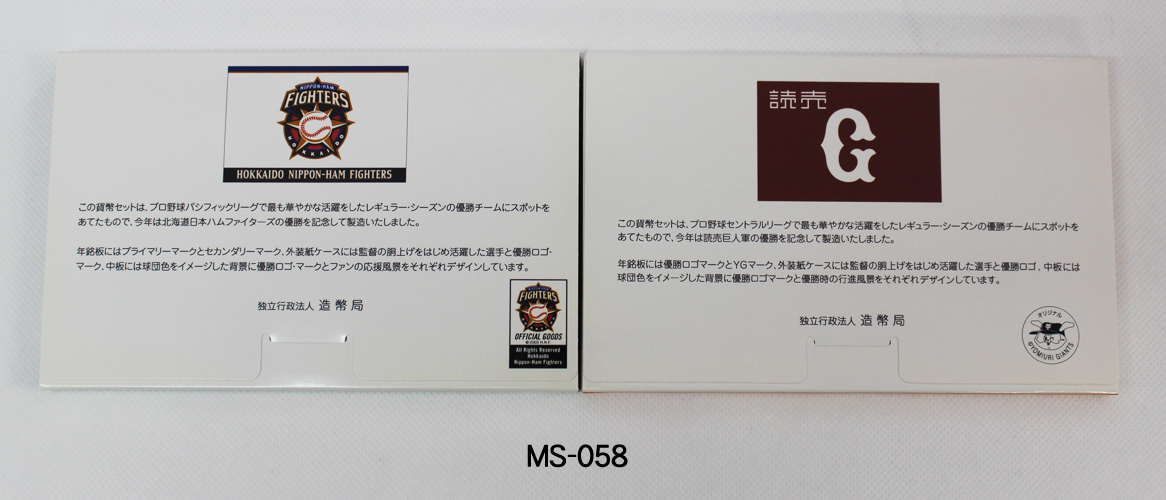 NIPPON-HAM
FIGHTERS
HOKKAIDO
HOKKAIDO NIPPON-HAM FIGHTERS
この貨幣セットは、プロ野球パシフィックリーグで最も華やかな活躍をしたレギュラー・シーズンの優勝チームにスポットを
あてたもので、今年は北海道日本ハムファイターズの優勝を記念して製造いたしました。
年銘板にはプライマリーマークとセカンダリーマーク、外装紙ケースには監督の胴上げをはじめ活躍した選手と優勝ロゴ・
マーク、中板には球団色をイメージした背景に優勝ロゴ・マークとファンの応援風景をそれぞれデザインしています。
独立行政法人 造幣局
NIPPON-HAM
FIGHTERS
OFFICIAL GOODS
All Rights Reserved
Hokkaido
Nippon-Ham Fighters
読売
G
この貨幣セットは、プロ野球セントラルリーグで最も華やかな活躍をしたレギュラー・シーズンの優勝チームにスポットを
あてたもので、今年は読売巨人軍の優勝を記念して製造いたしました。
年銘板には優勝ロゴマークとYGマーク、外装紙ケースには監督の胴上げをはじめ活躍した選手と優勝ロゴ、中板には
球団色をイメージした背景に優勝ロゴマークと優勝時の行進風景をそれぞれデザインしています。
独立行政法人 造幣局
オリジナル
©YOMIURI GIANTS
MS-058